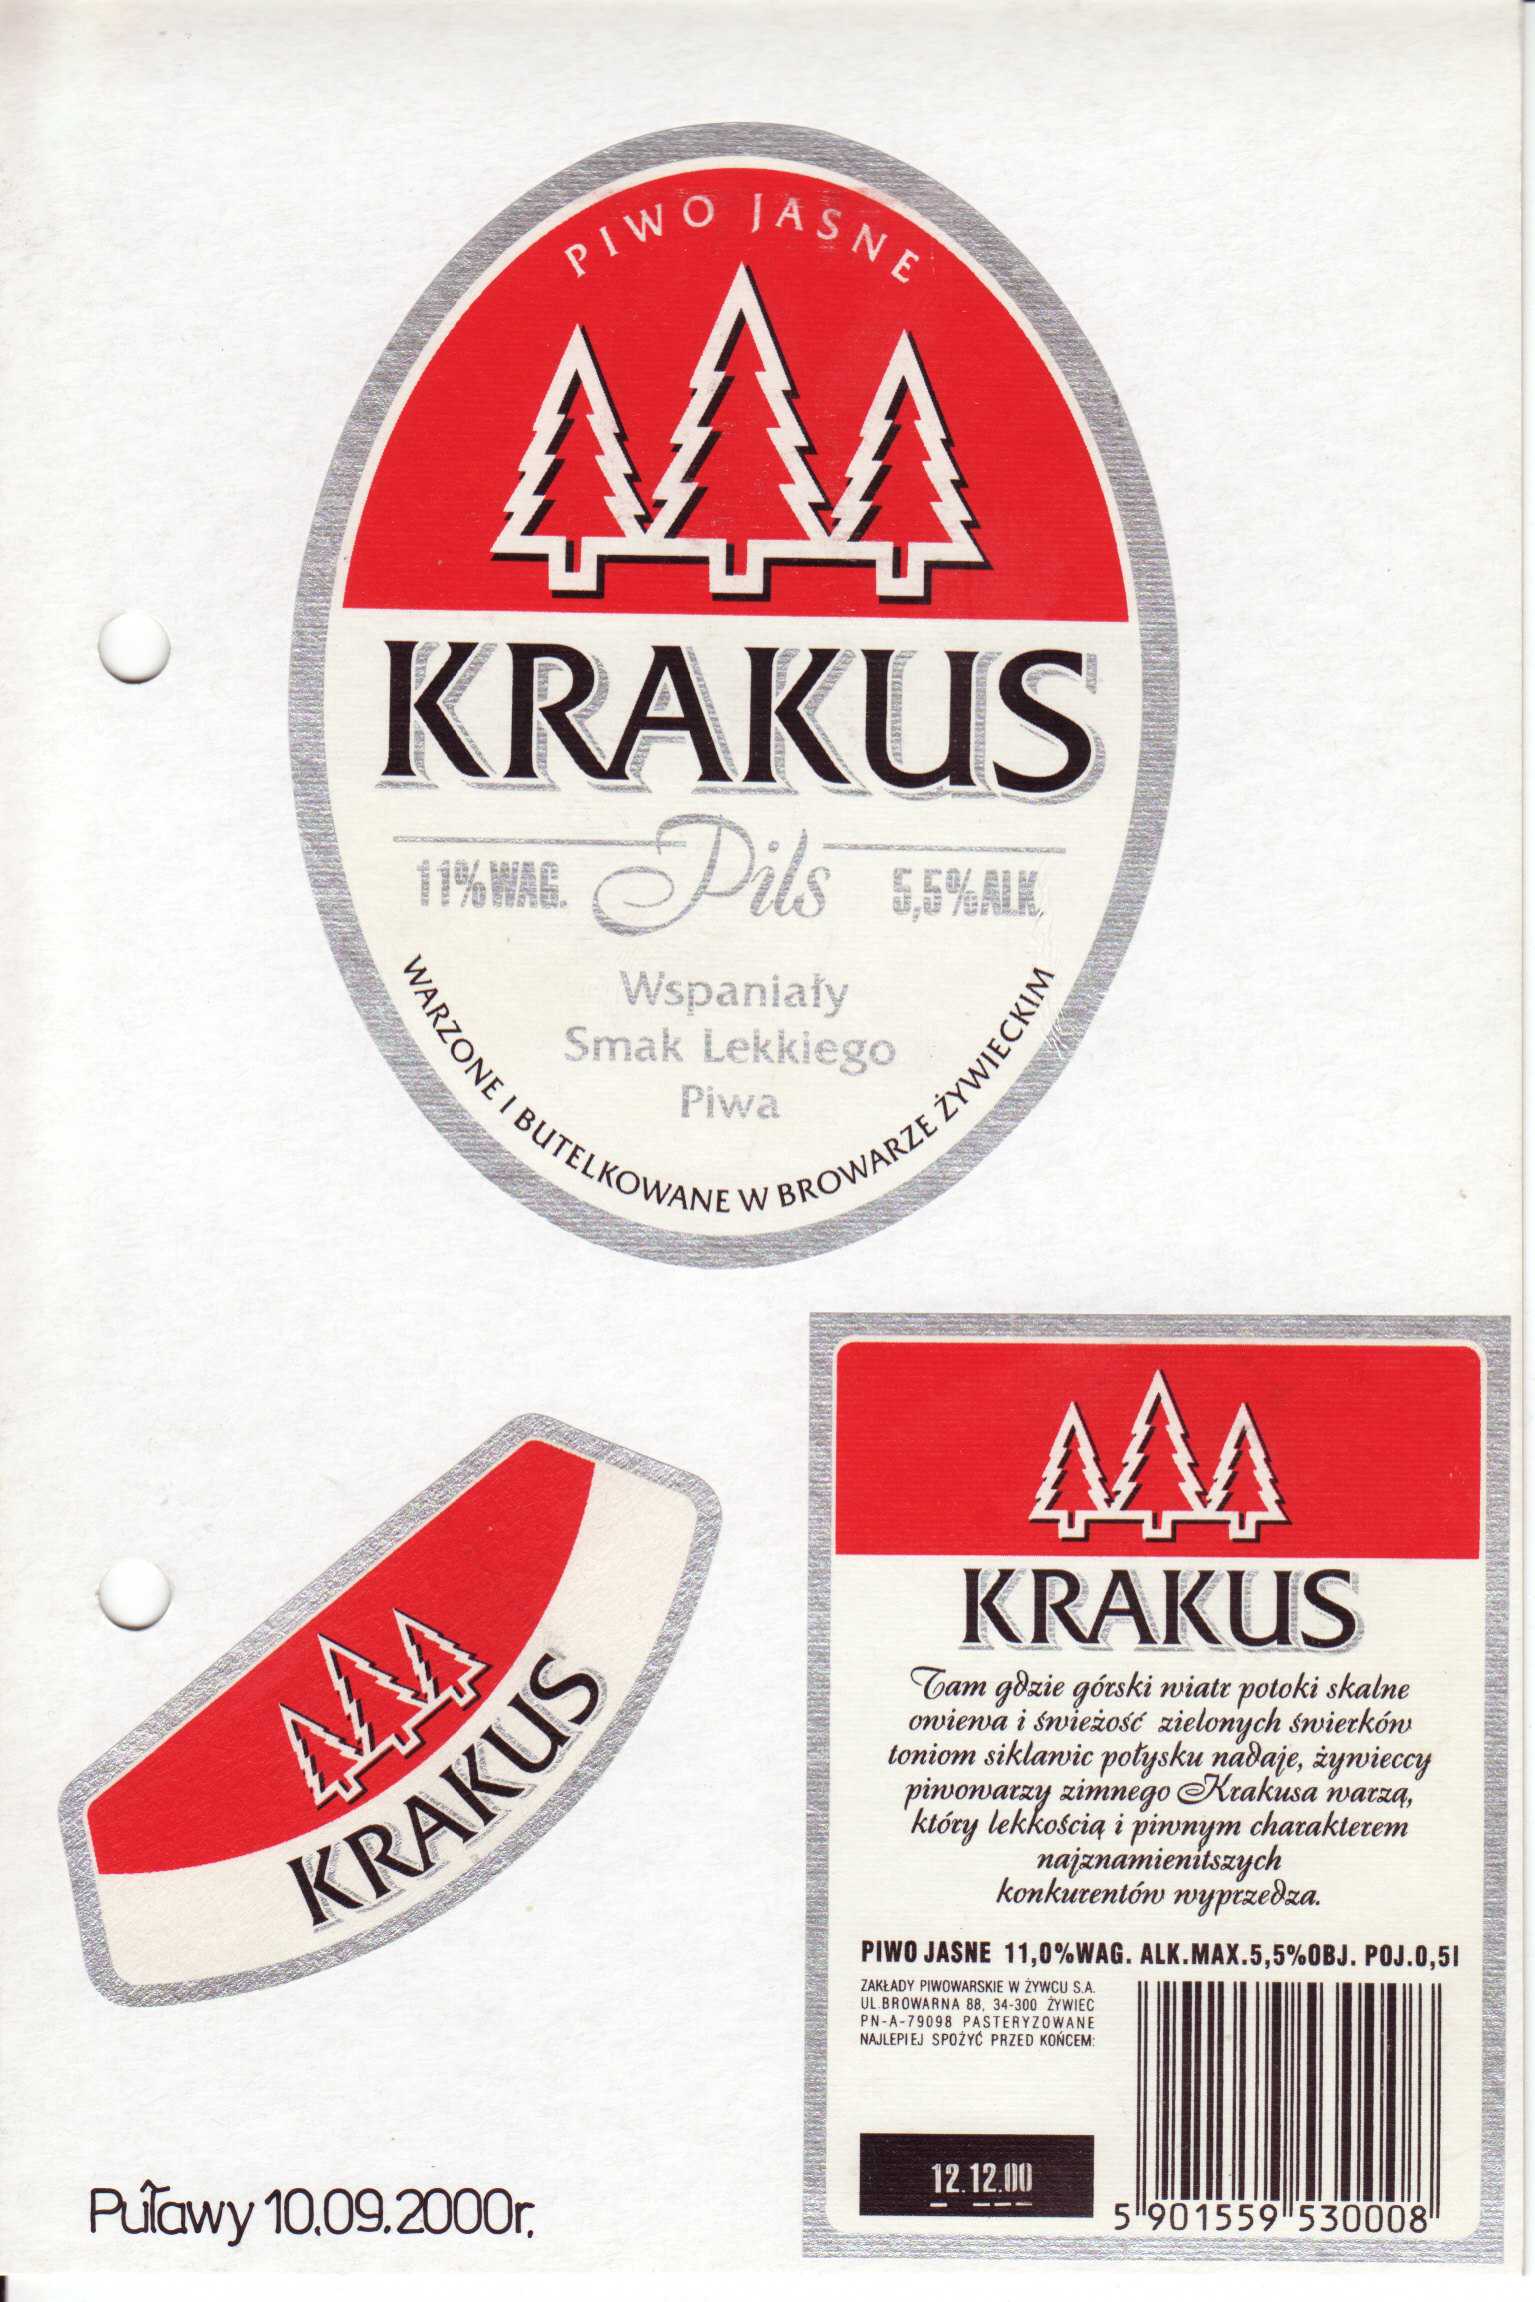 PIWO JASNE
KRAKUS
11%WAG. Pils 5,5%ALK.
Wspaniały
Smak Lekkiego
Piwa
WARZONE I BUTELKOWANE W BROWARZE ŻYWIECKIM
KRAKUS
KRAKUS
Tam gdzie górski wiatr potoki skalne
owiewa i świeżość zielonych świerków
toniom siklawic połysku nadaje, żywieccy
piwowarzy zimnego Krakusa warzą,
który lekkością i piwnym charakterem
najznamienitszych
konkurentów wyprzedza.
PIWO JASNE 11,0%WAG. ALK.MAX.5,5%OBJ. POJ.0,5l
ZAKŁADY PIWOWARSKIE W ŻYWCU S.A.
UL.BROWARNA 88, 34-300 ŻYWIEC
PN-A-79098 PASTERYZOWANE
NAJLEPIEJ SPOŻYĆ PRZED KOŃCEM:
12.12.00
5 901559 530008
Puławy 10.09.2000r.